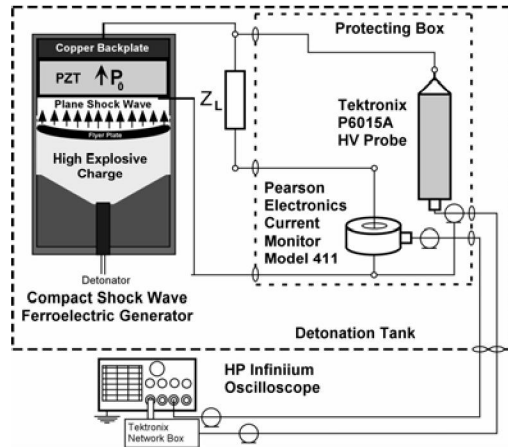 Copper Backplate
PZT
P0
Plane Shock Wave
Flyer Plate
High Explosive
Charge
Detonator
Compact Shock Wave
Ferroelectric Generator
ZL
Protecting Box
Tektronix
P6015A
HV Probe
Pearson
Electronics
Current
Monitor
Model 411
Detonation Tank
HP Infiniium
Oscilloscope
Tektronix
Network Box